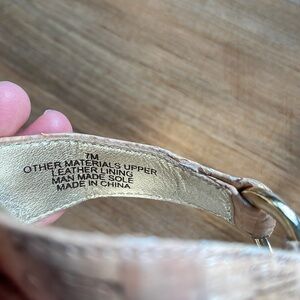 7M
OTHER MATERIALS UPPER
LEATHER LINING
MAN MADE SOLE
MADE IN CHINA